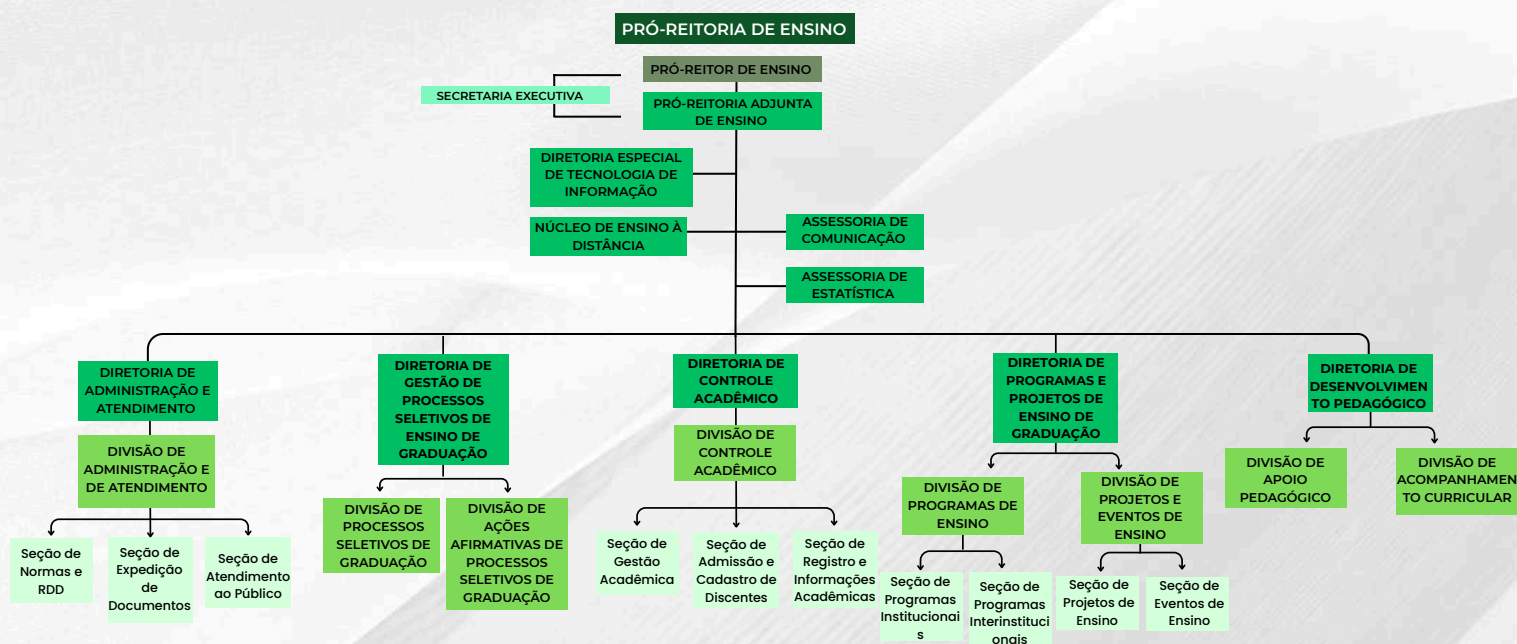 PRÓ-REITORIA DE ENSINO
PRÓ-REITOR DE ENSINO
SECRETARIA EXECUTIVA
PRÓ-REITORIA ADJUNTA
DE ENSINO
DIRETORIA ESPECIAL
DE TECNOLOGIA DE
INFORMAÇÃO
NÚCLEO DE ENSINO À
DISTÂNCIA
ASSESSORIA DE
COMUNICAÇÃO
ASSESSORIA DE
ESTATÍSTICA
DIRETORIA DE
ADMINISTRAÇÃO E
ATENDIMENTO
DIVISÃO DE
ADMINISTRAÇÃO E
DE ATENDIMENTO
Seção de
Normas e
RDD
Seção de
Expedição
de
Documentos
Seção de
Atendimento
ao Público
DIRETORIA DE
GESTÃO DE
PROCESSOS
SELETIVOS DE
ENSINO DE
GRADUAÇÃO
DIVISÃO DE
PROCESSOS
SELETIVOS DE
GRADUAÇÃO
DIVISÃO DE
AÇÕES
AFIRMATIVAS DE
PROCESSOS
SELETIVOS DE
GRADUAÇÃO
DIRETORIA DE
CONTROLE
ACADÊMICO
DIVISÃO DE
CONTROLE
ACADÊMICO
Seção de
Gestão
Acadêmica
Seção de
Admissão e
Cadastro de
Discentes
Seção de
Registro e
Informações
Acadêmicas
DIRETORIA DE
PROGRAMAS E
PROJETOS DE
ENSINO DE
GRADUAÇÃO
DIVISÃO DE
PROGRAMAS DE
ENSINO
Seção de
Programas
Institucionai
s
Seção de
Programas
Interinstituci
onais
DIVISÃO DE
PROJETOS E
EVENTOS DE
ENSINO
Seção de
Projetos de
Ensino
Seção de
Eventos de
Ensino
DIRETORIA DE
DESENVOLVIMEN
TO PEDAGÓGICO
DIVISÃO DE
APOIO
PEDAGÓGICO
DIVISÃO DE
ACOMPANHAMEN
TO CURRICULAR